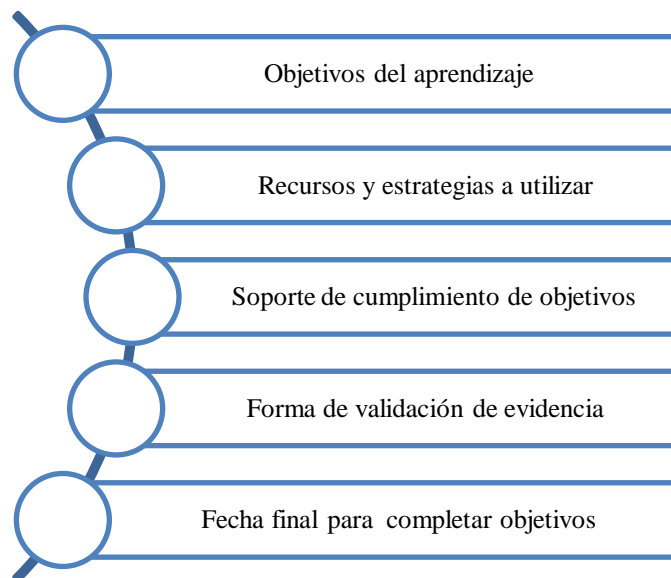 Objetivos del aprendizaje
Recursos y estrategias a utilizar
Soporte de cumplimiento de objetivos
Forma de validación de evidencia
Fecha final para completar objetivos